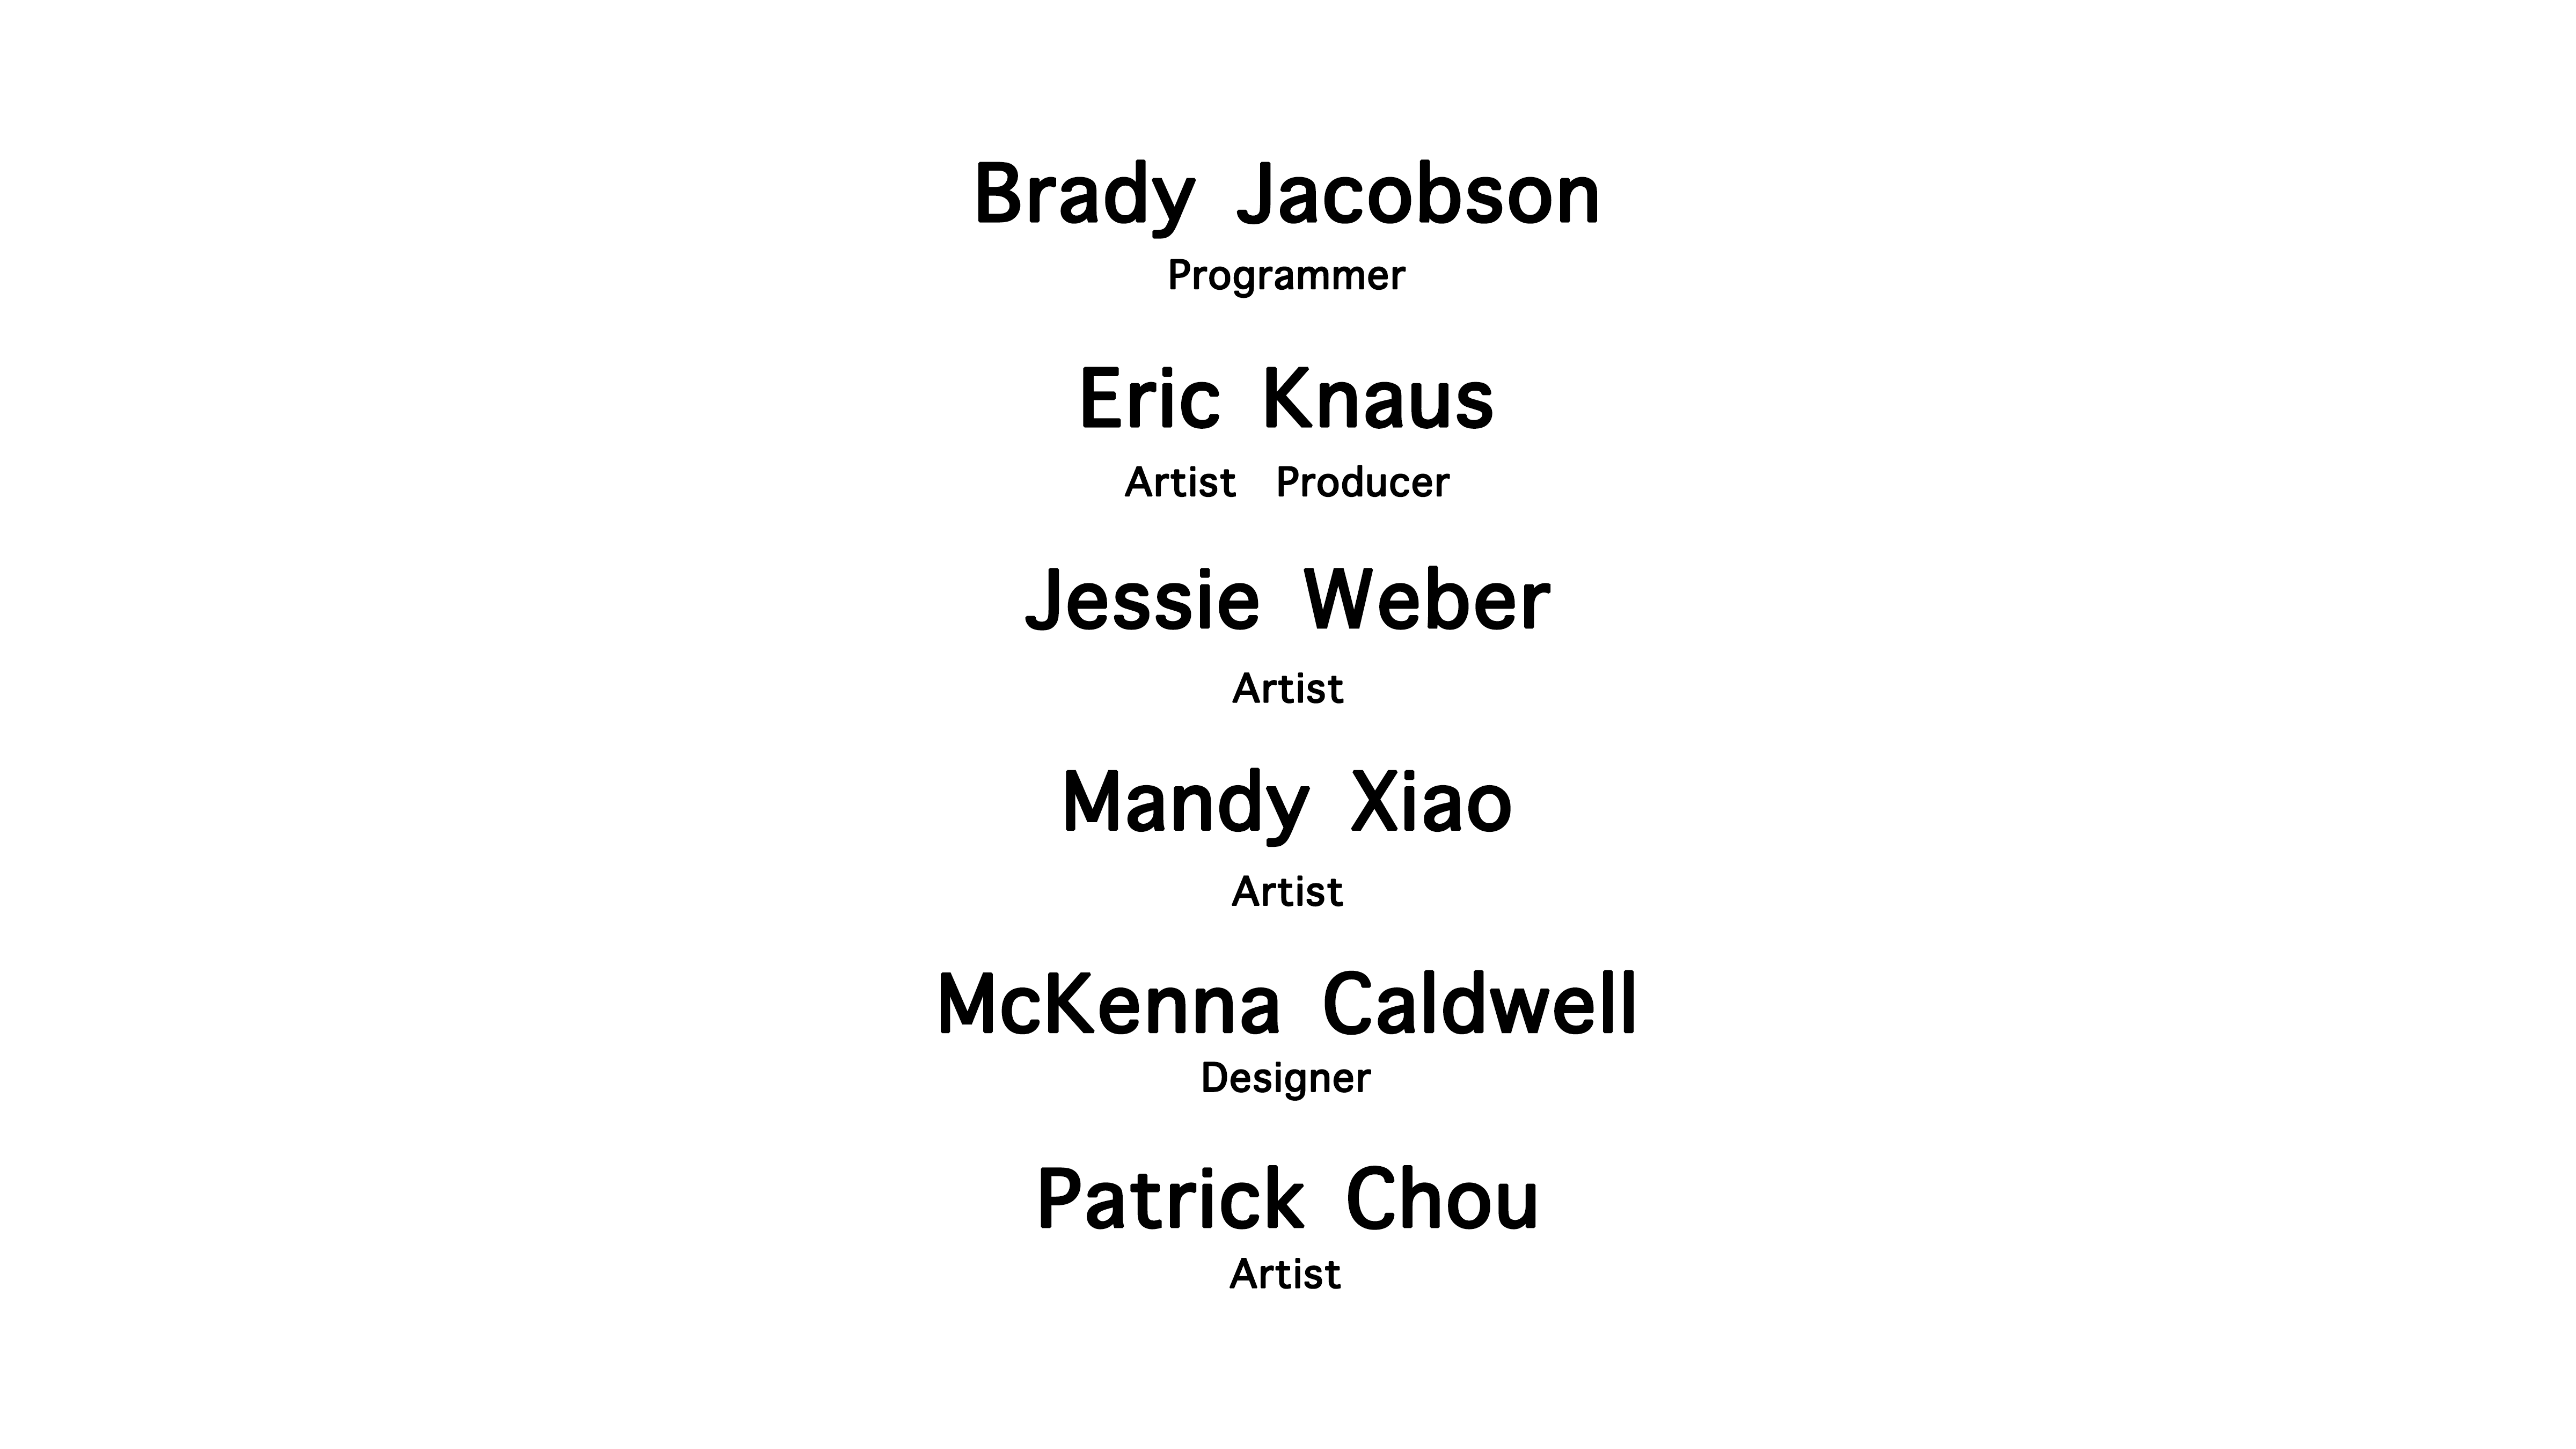 Brady Jacobson
Programmer
Eric Knaus
Artist Producer
Jessie Weber
Artist
Mandy Xiao
Artist
McKenna Caldwell
Designer
Patrick Chou
Artist